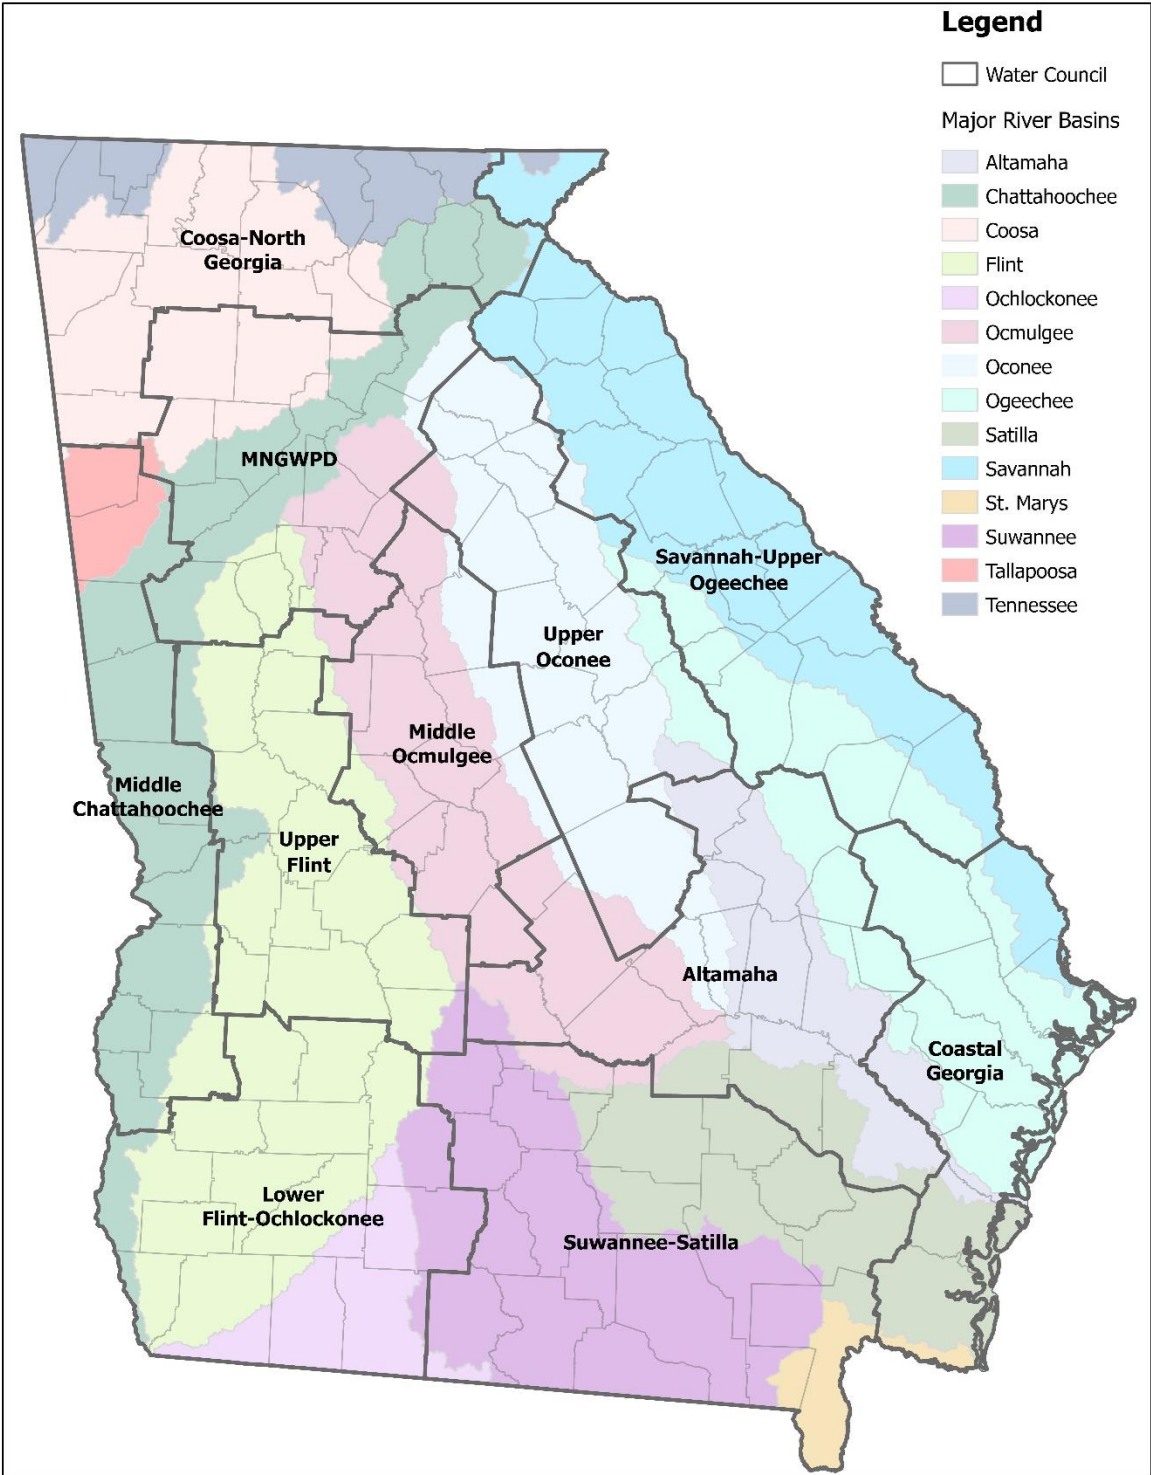 Legend
Water Council
Major River Basins
Altamaha
Chattahoochee
Coosa
Flint
Ochlockonee
Ocmulgee
Oconee
Ogeechee
Satilla
Savannah
St. Marys
Suwannee
Tallapoosa
Tennessee
Coosa-North
Georgia
MNGWPD
Savannah-Upper
Ogeechee
Upper
Oconee
Middle
Ocmulgee
Middle
Chattahoochee
Upper
Flint
Altamaha
Coastal
Georgia
Lower
Flint-Ochlockonee
Suwannee-Satilla